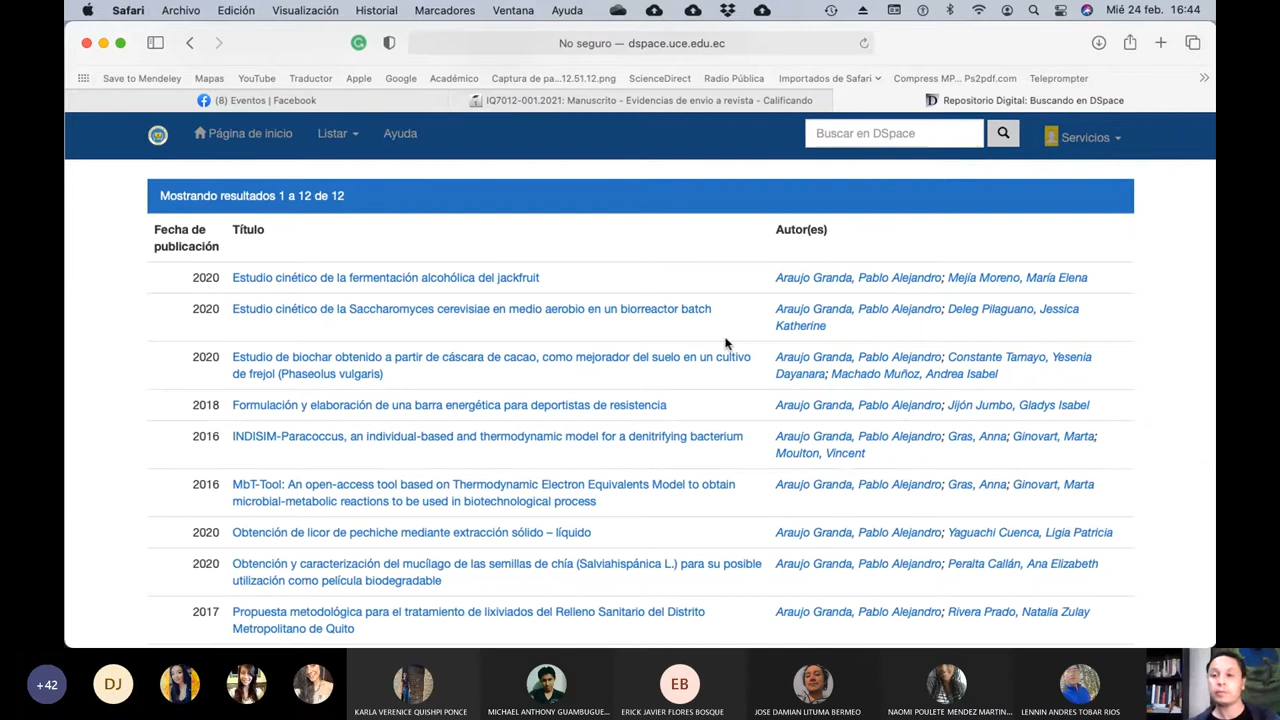 Safari Archivo Edición Visualización Historial Marcadores Ventana Ayuda Mié 24 feb. 16:44
No seguro — dspace.uce.edu.ec
Save to Mendeley Mapas YouTube Traductor Apple Google Académico Captura de pa...12.51.12.png ScienceDirect Radio Pública Importados de Safari Compress MP... Ps2pdf.com Teleprompter
(8) Eventos | Facebook IQ7012-001.2021: Manuscrito - Evidencias de envio a revista - Calificando Repositorio Digital: Buscando en DSpace
Página de inicio Listar Ayuda Buscar en DSpace Servicios
Mostrando resultados 1 a 12 de 12
Fecha de publicación Título Autor(es)
2020 Estudio cinético de la fermentación alcohólica del jackfruit Araujo Granda, Pablo Alejandro; Mejía Moreno, María Elena
2020 Estudio cinético de la Saccharomyces cerevisiae en medio aerobio en un biorreactor batch Araujo Granda, Pablo Alejandro; Deleg Pilaguano, Jessica
Katherine
2020 Estudio de biochar obtenido a partir de cáscara de cacao, como mejorador del suelo en un cultivo Araujo Granda, Pablo Alejandro; Constante Tamayo, Yesenia
de frejol (Phaseolus vulgaris) Dayanara; Machado Muñoz, Andrea Isabel
2018 Formulación y elaboración de una barra energética para deportistas de resistencia Araujo Granda, Pablo Alejandro; Jijón Jumbo, Gladys Isabel
2016 INDISIM-Paracoccus, an individual-based and thermodynamic model for a denitrifying bacterium Araujo Granda, Pablo Alejandro; Gras, Anna; Ginovart, Marta;
Moulton, Vincent
2016 MbT-Tool: An open-access tool based on Thermodynamic Electron Equivalents Model to obtain Araujo Granda, Pablo Alejandro; Gras, Anna; Ginovart, Marta
microbial-metabolic reactions to be used in biotechnological process
2020 Obtención de licor de pechiche mediante extracción sólido – líquido Araujo Granda, Pablo Alejandro; Yaguachi Cuenca, Ligia Patricia
2020 Obtención y caracterización del mucílago de las semillas de chía (Salviahispánica L.) para su posible Araujo Granda, Pablo Alejandro; Peralta Callán, Ana Elizabeth
utilización como película biodegradable
2017 Propuesta metodológica para el tratamiento de lixiviados del Relleno Sanitario del Distrito Araujo Granda, Pablo Alejandro; Rivera Prado, Natalia Zulay
Metropolitano de Quito
+42 DJ EB
KARLA VERENICE QUISHPI PONCE MICHAEL ANTHONY GUAMBUGUE... ERICK JAVIER FLORES BOSQUE JOSE DAMIAN LITUMA BERMEO NAOMI POULETE MENDEZ MARTIN... LENNIN ANDRES TOBAR RIOS